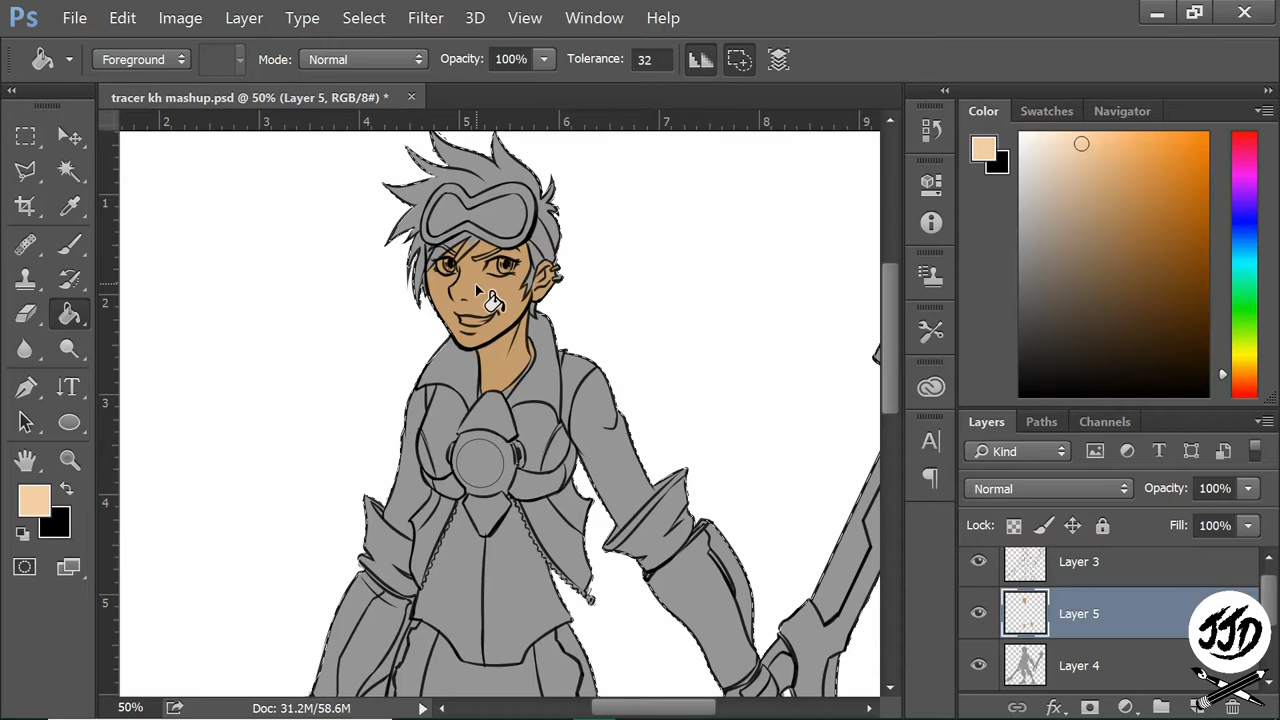 Ps File Edit Image Layer Type Select Filter 3D View Window Help
Foreground Mode: Normal Opacity: 100% Tolerance: 32
tracer kh mashup.psd @ 50% (Layer 5, RGB/8#) * ×
2 3 4 5 6 7 8 9
1
2
3
4
5
Color Swatches Navigator
Layers Paths Channels
Kind
Normal Opacity: 100%
Lock: Fill: 100%
Layer 3
Layer 5
Layer 4
JJD
50% Doc: 31.2M/58.6M